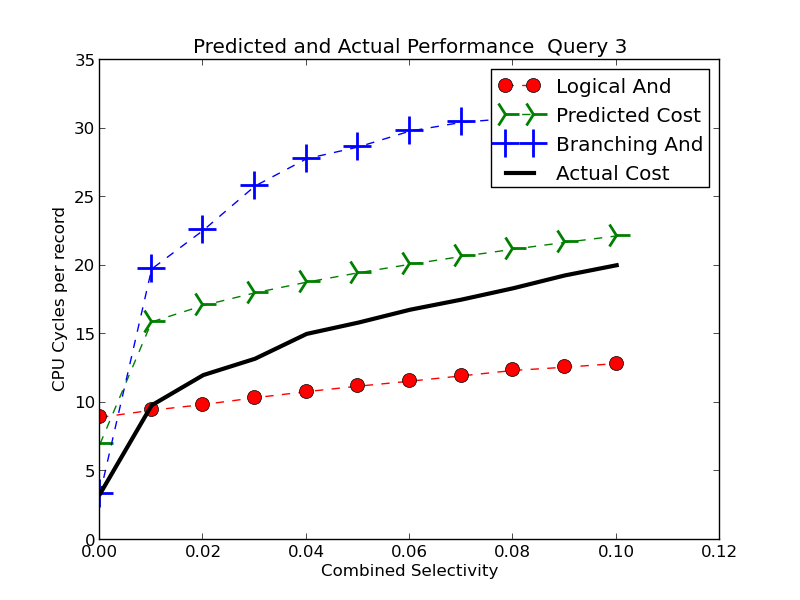 Predicted and Actual Performance  Query 3
35
30
25
20
15
10
5
0
CPU Cycles per record
Logical And
Predicted Cost
Branching And
Actual Cost
0.00 0.02 0.04 0.06 0.08 0.10 0.12
Combined Selectivity